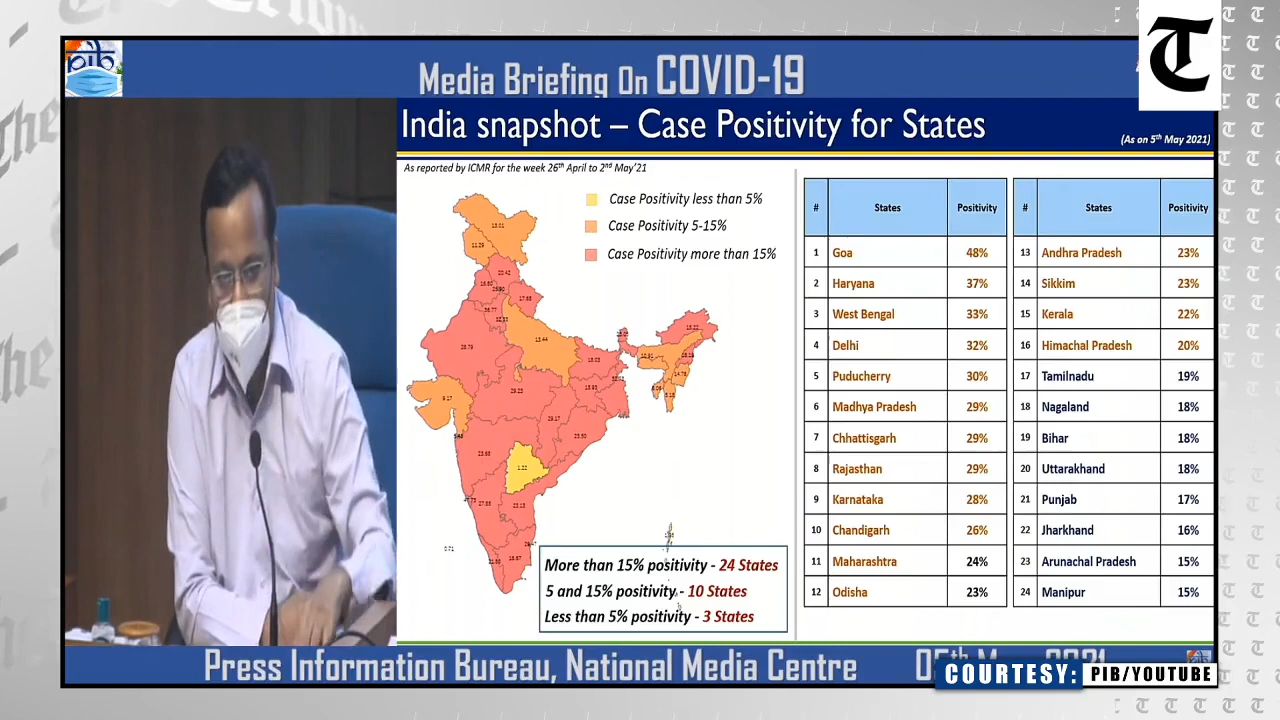 pib
Media Briefing On COVID-19
T
India snapshot – Case Positivity for States
(As on 5th May 2021)
As reported by ICMR for the week 26th April to 2nd May'21
Case Positivity less than 5%
Case Positivity 5-15%
Case Positivity more than 15%
# States Positivity
1 Goa 48%
2 Haryana 37%
3 West Bengal 33%
4 Delhi 32%
5 Puducherry 30%
6 Madhya Pradesh 29%
7 Chhattisgarh 29%
8 Rajasthan 29%
9 Karnataka 28%
10 Chandigarh 26%
11 Maharashtra 24%
12 Odisha 23%
# States Positivity
13 Andhra Pradesh 23%
14 Sikkim 23%
15 Kerala 22%
16 Himachal Pradesh 20%
17 Tamilnadu 19%
18 Nagaland 18%
19 Bihar 18%
20 Uttarakhand 18%
21 Punjab 17%
22 Jharkhand 16%
23 Arunachal Pradesh 15%
24 Manipur 15%
More than 15% positivity - 24 States
5 and 15% positivity - 10 States
Less than 5% positivity - 3 States
Press Information Bureau, National Media Centre
COURTESY: PIB/YOUTUBE